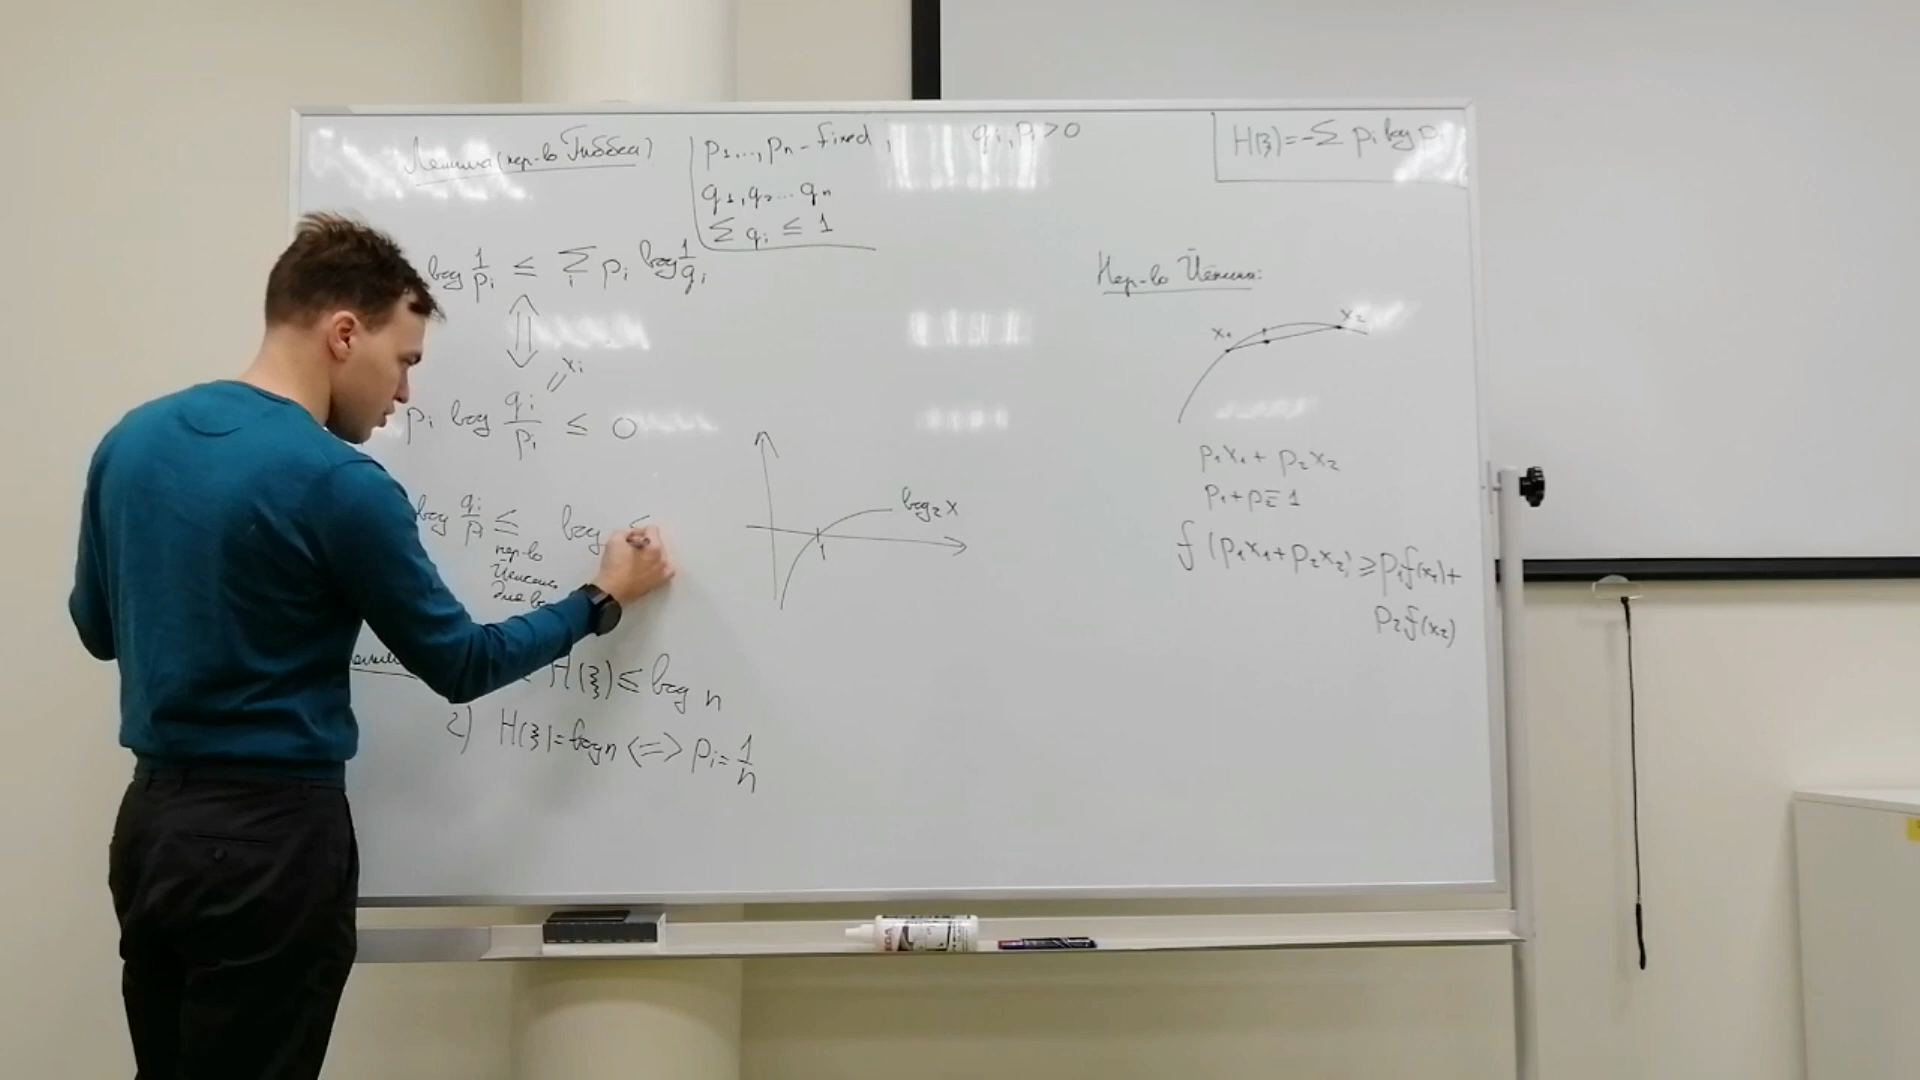 Лемма (нер-во Гиббса)
p₁..., pₙ - fixed, qᵢ, pᵢ > 0
q₁, q₂ ... qₙ
∑ qᵢ ≤ 1
H(ξ) = -∑ pᵢ log p
log 1/pᵢ ≤ ∑ᵢ pᵢ log 1/qᵢ
xᵢ
pᵢ log qᵢ/pᵢ ≤ 0
log qᵢ/pᵢ ≤ log
нер-во
Йенсена
для
log₂x
1
H(ξ) ≤ log n
2) H(ξ) = log n <=> pᵢ = 1/n
Нер-во Йенсена:
x₁ x₂
p₁x₁ + p₂x₂
p₁ + p₂ = 1
f(p₁x₁ + p₂x₂) ≥ p₁f(x₁) +
p₂f(x₂)